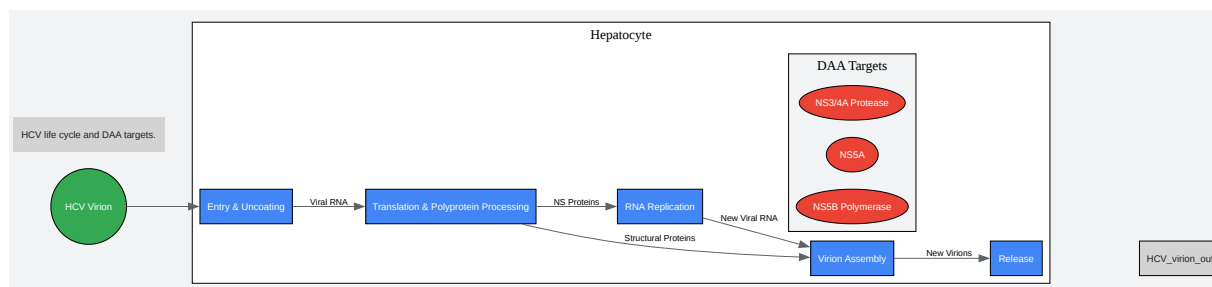 Hepatocyte
DAA Targets
NS3/4A Protease
HCV life cycle and DAA targets.
NS5A
HCV Virion
Entry & Uncoating
Viral RNA
Translation & Polyprotein Processing
NS Proteins
RNA Replication
NS5B Polymerase
New Viral RNA
Structural Proteins
Virion Assembly
New Virions
Release
HCV_virion_out